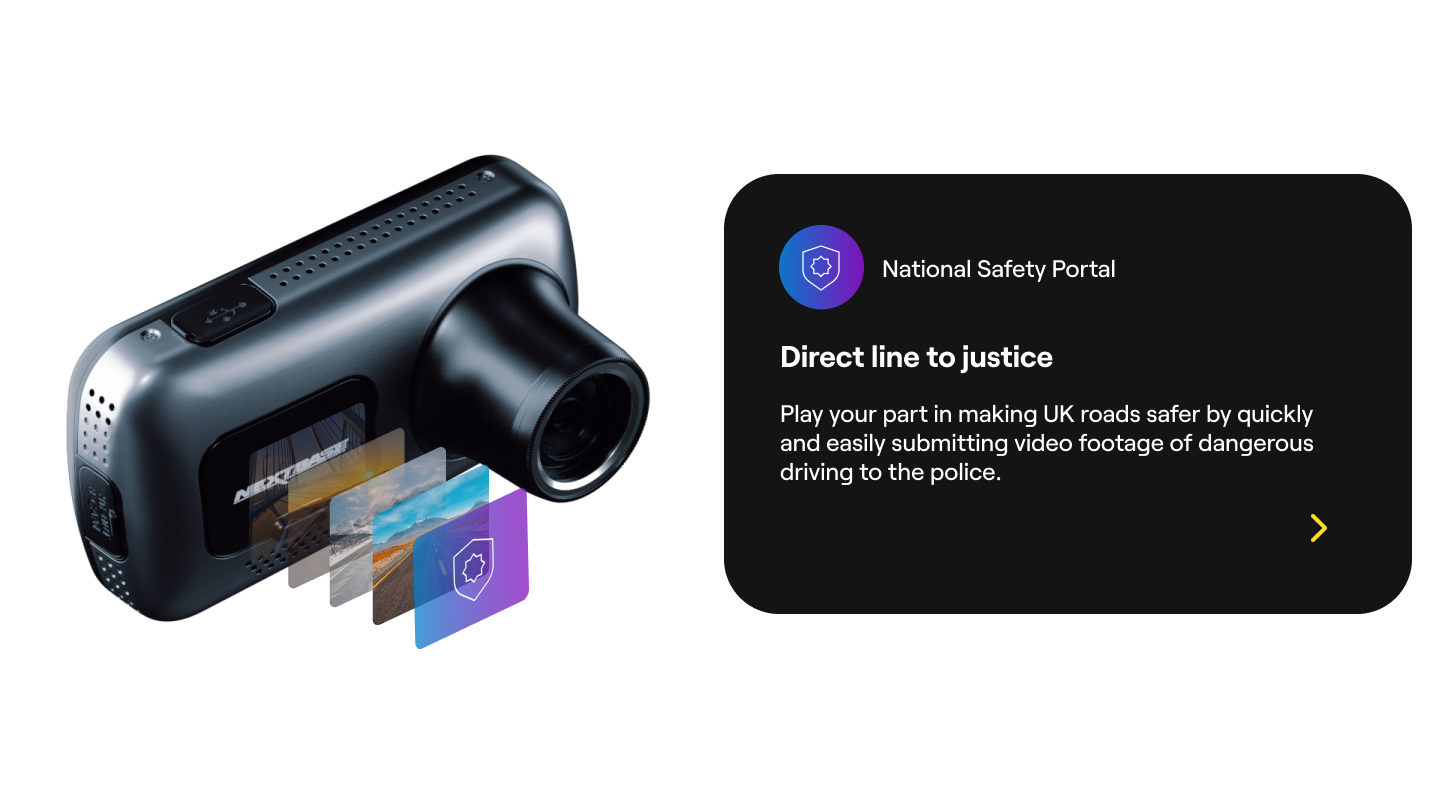 NEXTBASE
National Safety Portal
Direct line to justice
Play your part in making UK roads safer by quickly
and easily submitting video footage of dangerous
driving to the police.